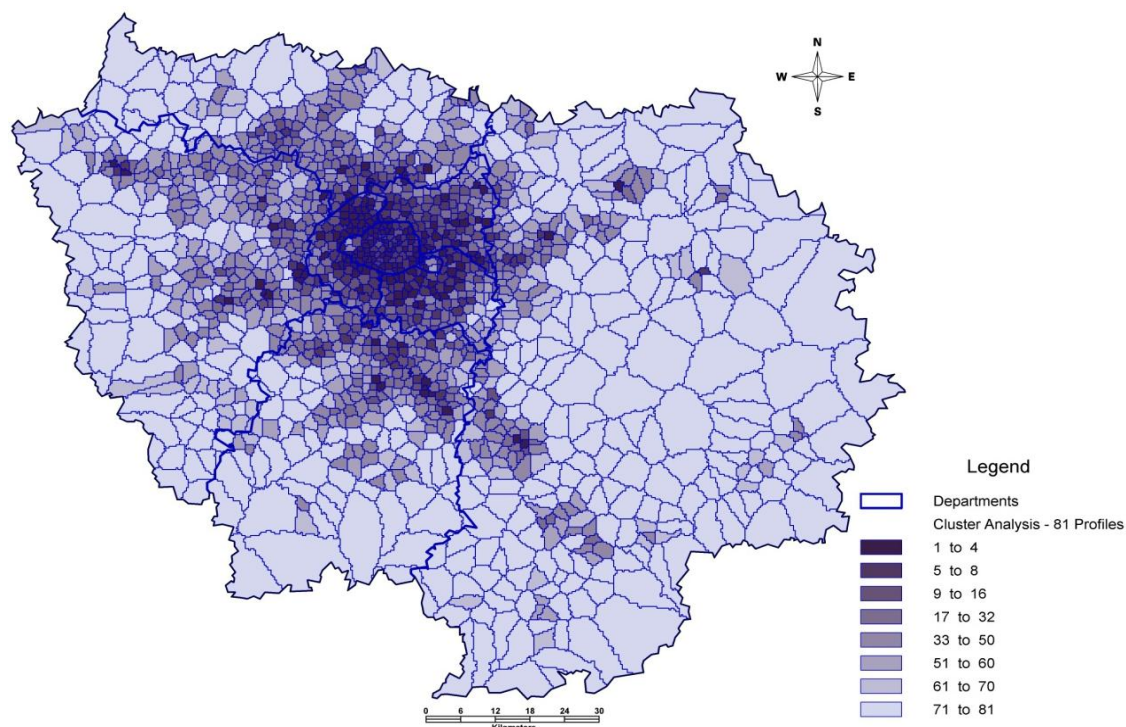 N
W E
S
Legend
Departments
Cluster Analysis - 81 Profiles
1 to 4
5 to 8
9 to 16
17 to 32
33 to 50
51 to 60
61 to 70
71 to 81
0 6 12 18 24 30
Kilometers